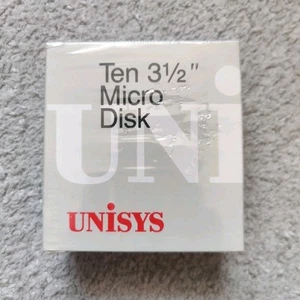 Ten 3½"
Micro
Disk
UNi
UNiSYS